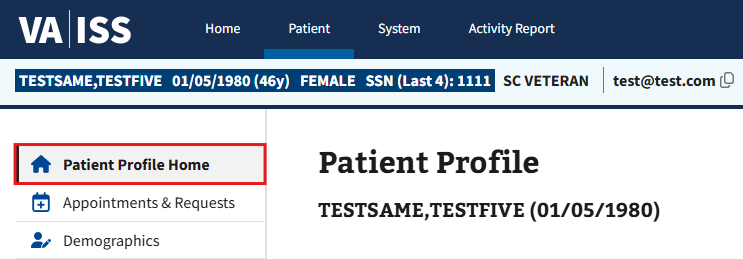 VA ISS Home Patient System Activity Report
TESTSAME,TESTFIVE 01/05/1980 (46y) FEMALE SSN (Last 4): 1111 SC VETERAN test@test.com
Patient Profile Home
Appointments & Requests
Demographics
Patient Profile
TESTSAME,TESTFIVE (01/05/1980)